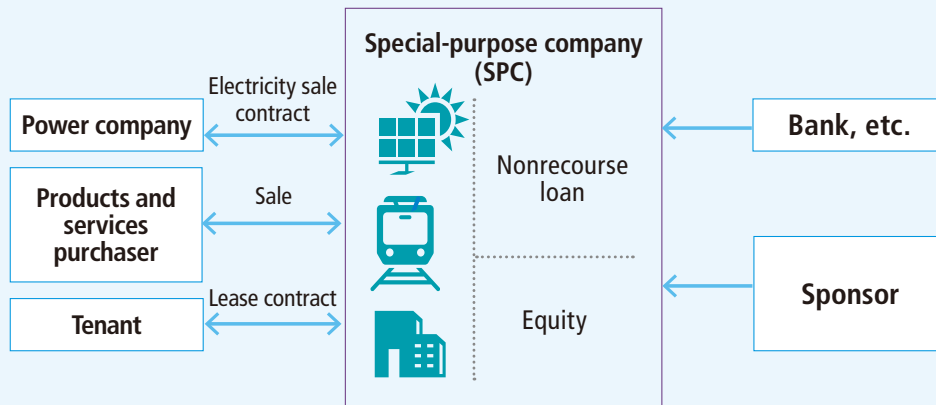 Special-purpose company
(SPC)
Electricity sale
contract
Power company
Products and
services
purchaser
Sale
Lease contract
Tenant
Nonrecourse
loan
Equity
Bank, etc.
Sponsor